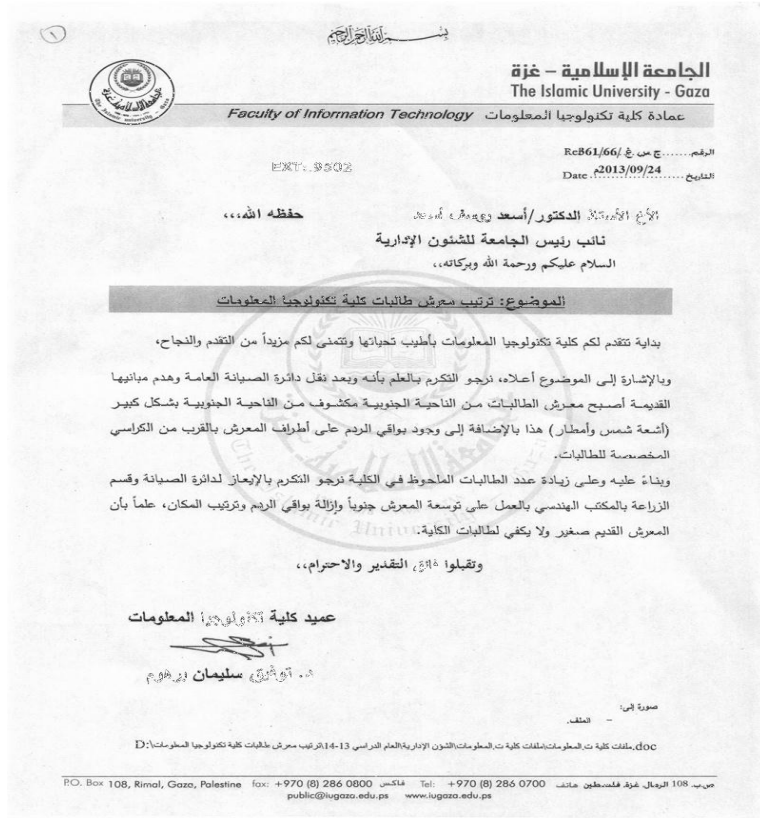 ١
بسم الله الرحمن الرحيم
الجامعة الإسلامية – غزة
The Islamic University - Gaza
عمادة كلية تكنولوجيا المعلومات Faculty of Information Technology
الرقم.......ج س غ/66/361 Ref
التاريخ 2013/09/24م Date
EXT: 9502
الأخ الأستاذ الدكتور/أسعد يوسف أسعد حفظه الله،،،
نائب رئيس الجامعة للشئون الإدارية
السلام عليكم ورحمة الله وبركاته،،
الموضوع: ترتيب معرش طالبات كلية تكنولوجيا المعلومات
بداية تتقدم لكم كلية تكنولوجيا المعلومات بأطيب تحياتها وتتمنى لكم مزيداً من التقدم والنجاح،
وبالإشارة إلى الموضوع أعلاه، نرجو التكرم بالعلم بأنه وبعد نقل دائرة الصيانة العامة وهدم مبانيها
القديمة أصبح معرش الطالبات من الناحية الجنوبية مكشوف من الناحية الجنوبية بشكل كبير
(أشعة شمس وأمطار) هذا بالإضافة إلى وجود بواقي الردم على أطراف المعرش بالقرب من الكراسي
المخصصة للطالبات.
وبناءً عليه وعلى زيادة عدد الطالبات الملحوظ في الكلية نرجو التكرم بالإيعاز لدائرة الصيانة وقسم
الزراعة بالمكتب الهندسي بالعمل على توسعة المعرش جنوباً وازالة بواقي الردم وترتيب المكان، علماً بأن
المعرش القديم صغير ولا يكفي لطالبات الكلية.
وتقبلوا فائق التقدير والاحترام،،
عميد كلية تكنولوجيا المعلومات
د. توفيق سليمان برهوم
صورة إلى:
– الملف.
D:\ملفات كلية ت.المعلومات\ملفات كلية ت.المعلومات\الشئون الإدارية\العام الدراسي 13-14\ترتيب معرش طالبات كلية تكنولوجيا المعلومات.doc
P.O. Box 108, Rimal, Gaza, Palestine fax: +970 (8) 286 0800 فاكس Tel: +970 (8) 286 0700 ص.ب. 108 الرمال غزة فلسطين هاتف
public@iugaza.edu.ps www.iugaza.edu.ps